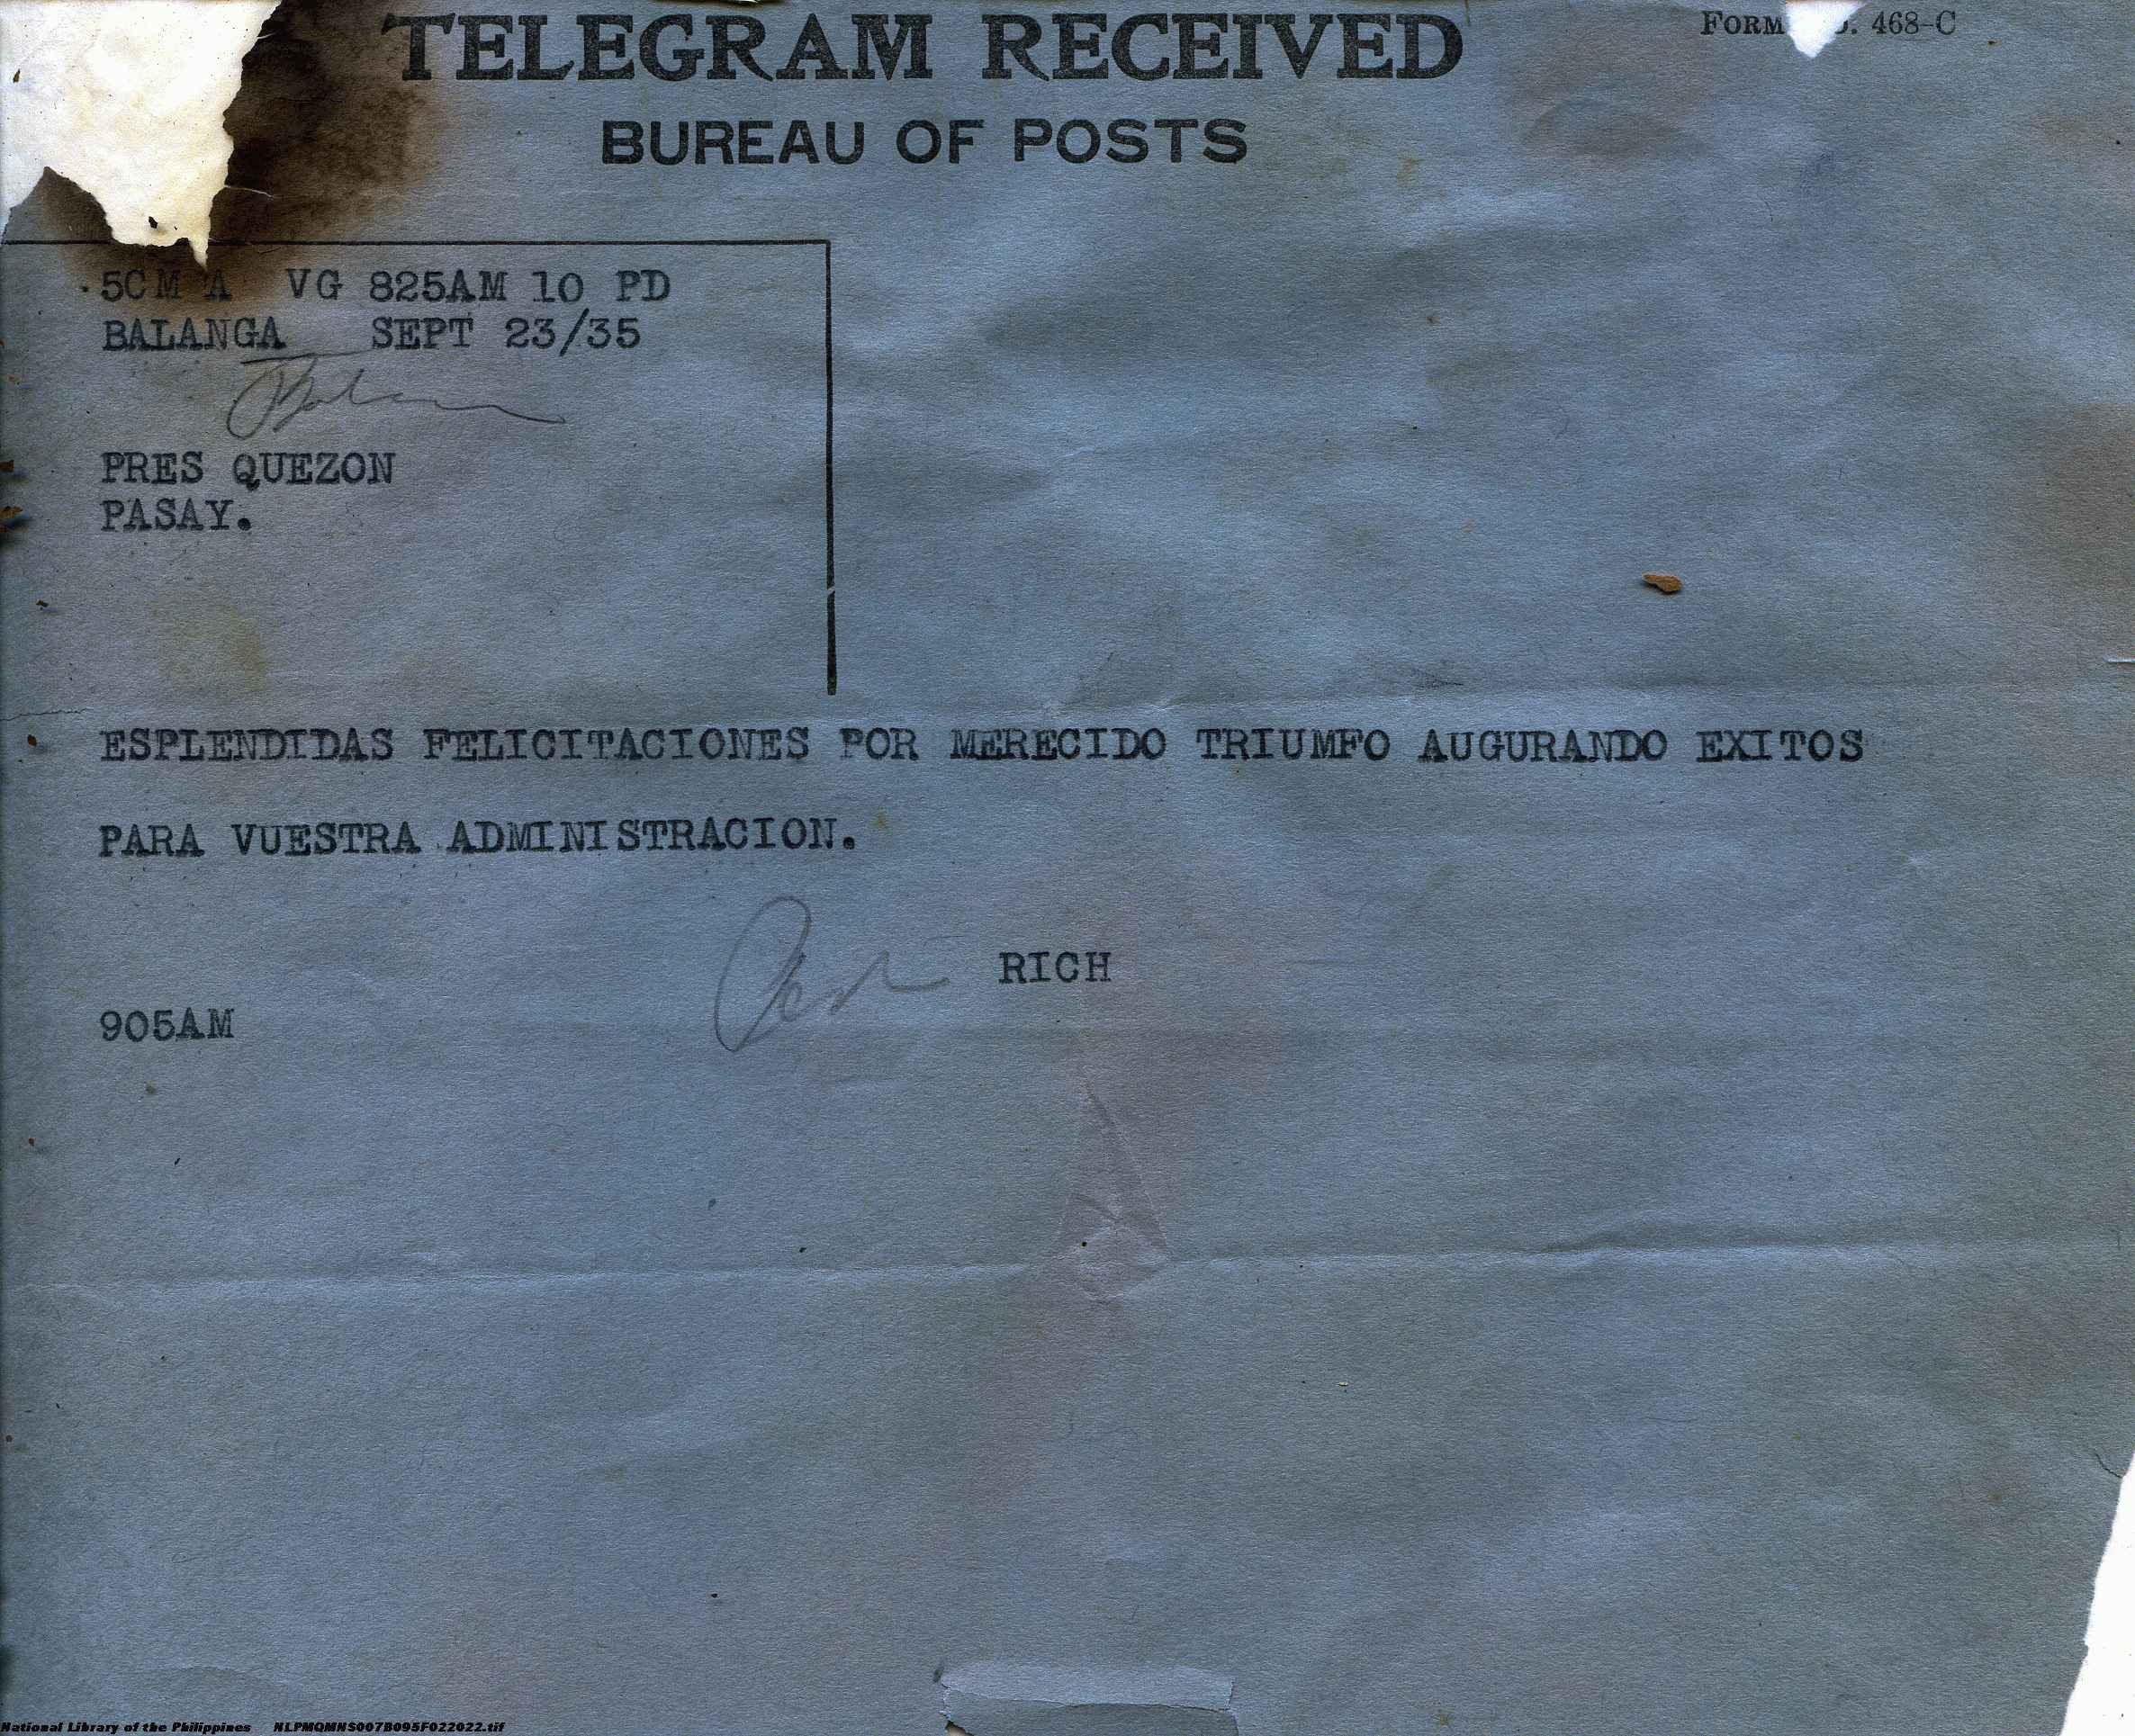 FORM 468-C
TELEGRAM RECEIVED
BUREAU OF POSTS
5CM A VG 825AM 10 PD
BALANGA SEPT 23/35
PRES QUEZON
PASAY.
ESPLENDIDAS FELICITACIONES POR MERECIDO TRIUMFO AUGURANDO EXITOS
PARA VUESTRA ADMINISTRACION.
RICH
905AM
National Library of the Philippines NLPMQMNS007B095F022022.tif